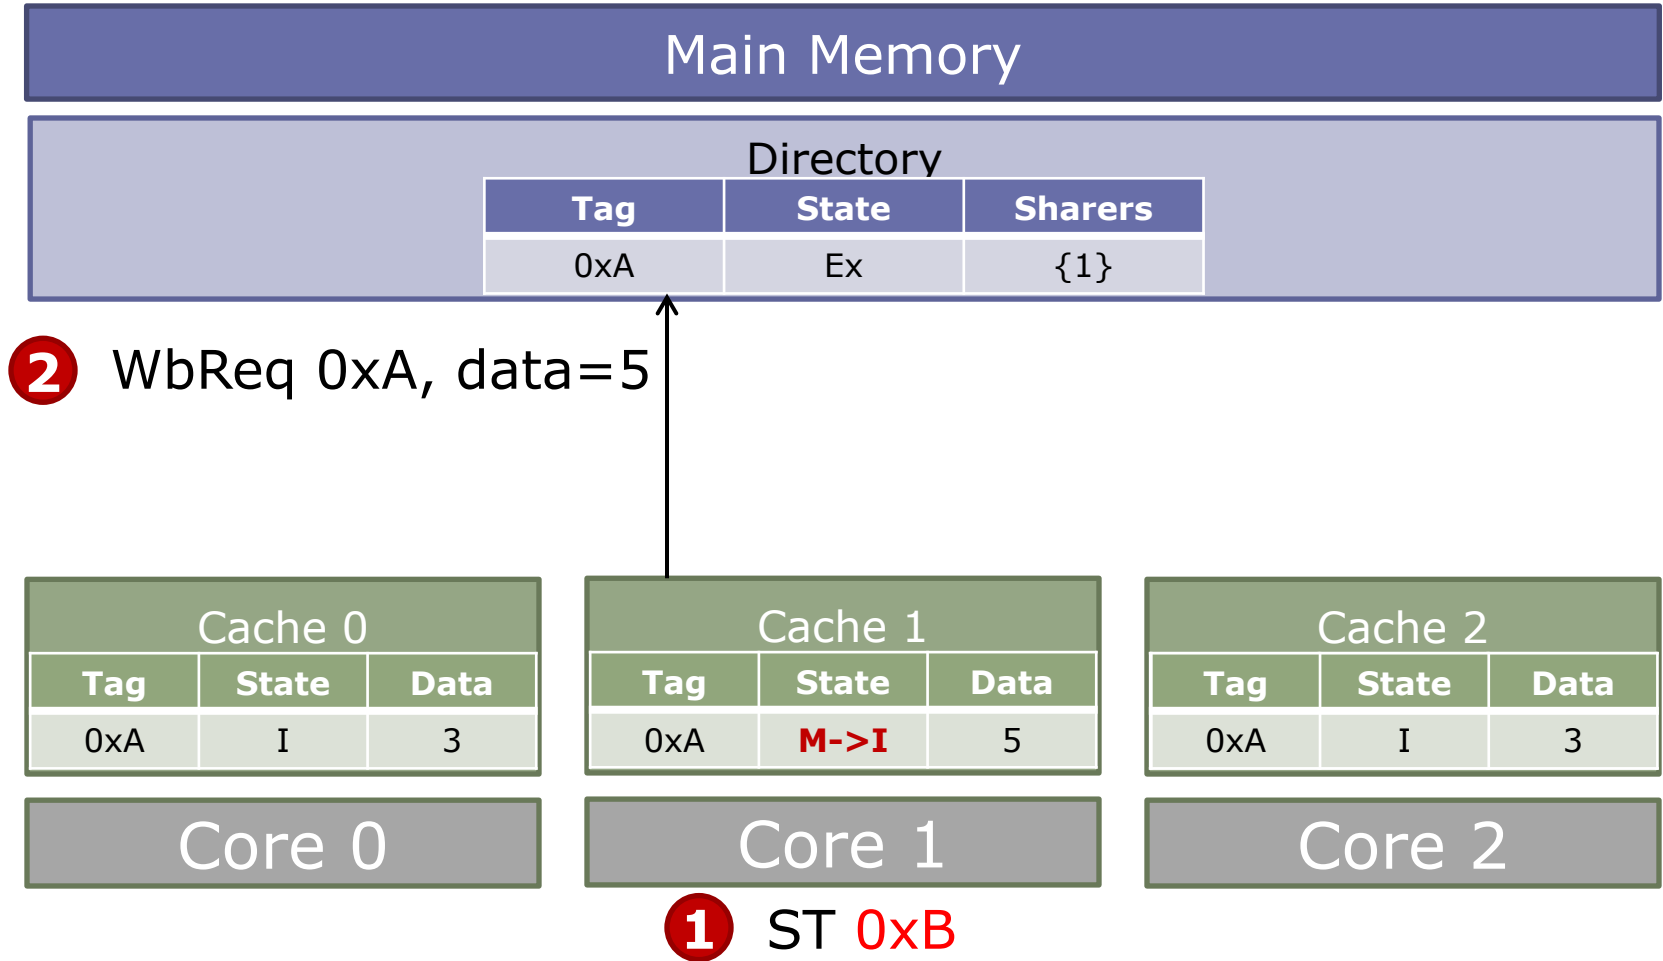 Main Memory
Directory
Tag State Sharers
0xA Ex {1}
2 WbReq 0xA, data=5
Cache 0
Tag State Data
0xA I 3
Cache 1
Tag State Data
0xA M->I 5
Cache 2
Tag State Data
0xA I 3
Core 0
Core 1
Core 2
1 ST 0xB